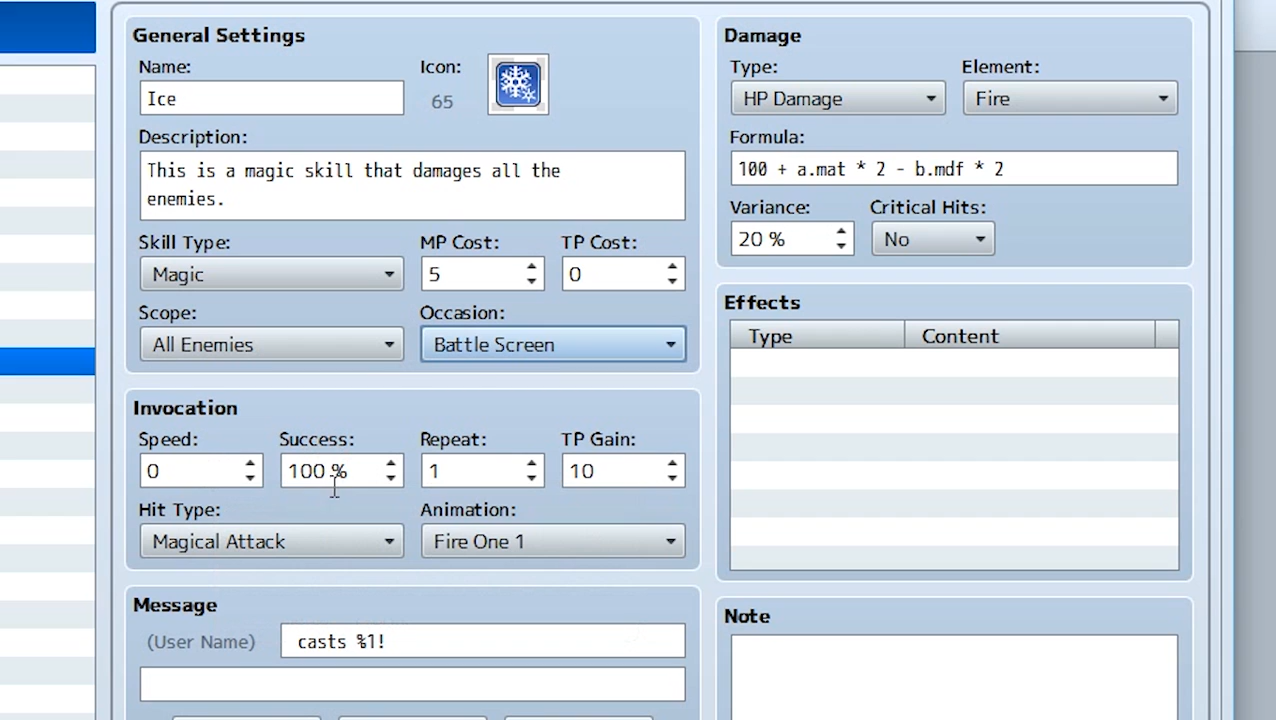 General Settings
Name:
Icon:
Ice
65
Description:
This is a magic skill that damages all the
enemies.
Skill Type:
MP Cost:
TP Cost:
Magic
5
0
Scope:
Occasion:
All Enemies
Battle Screen
Invocation
Speed:
Success:
Repeat:
TP Gain:
0
100 %
1
10
Hit Type:
Animation:
Magical Attack
Fire One 1
Message
(User Name)
casts %1!
Damage
Type:
Element:
HP Damage
Fire
Formula:
100 + a.mat * 2 - b.mdf * 2
Variance:
Critical Hits:
20 %
No
Effects
Type
Content
Note